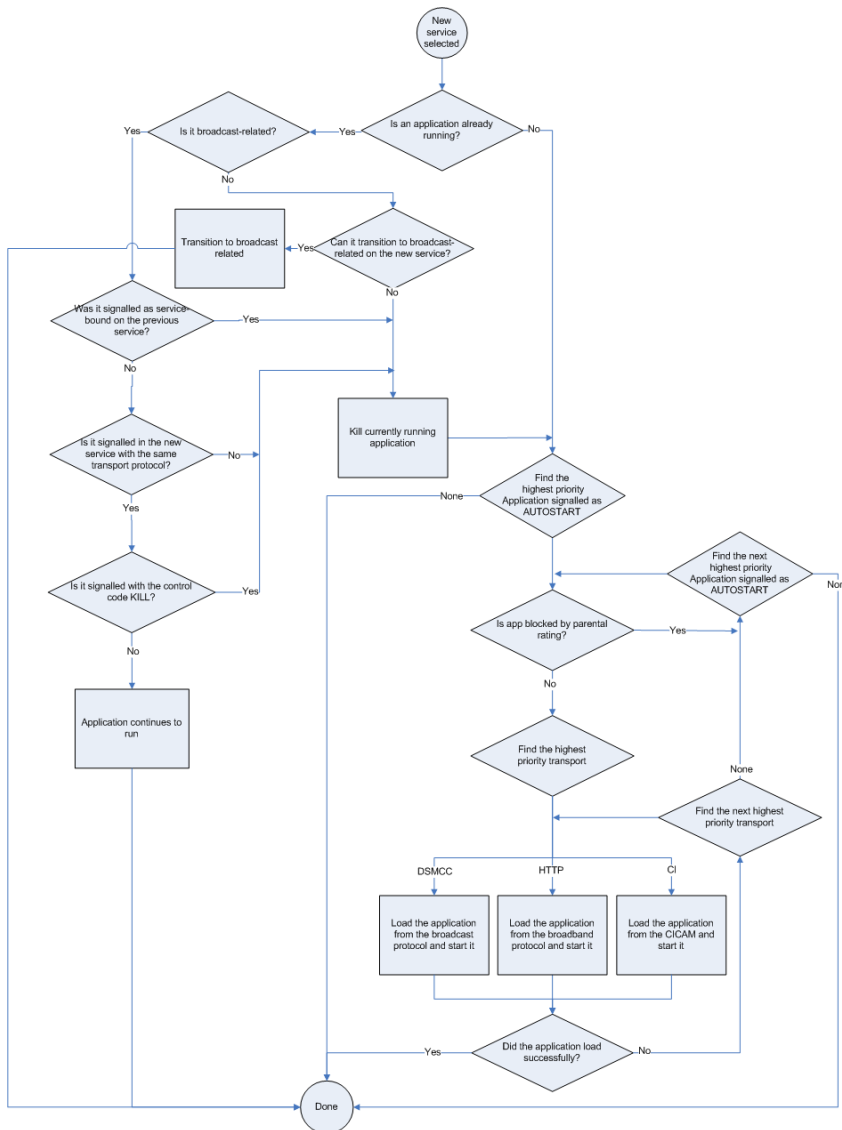 New
service
selected
Is an application already
running?
Yes
No
Is it broadcast-related?
Yes
No
Can it transition to broadcast-
related on the new service?
Yes
No
Transition to broadcast
related
Was it signalled as service-
bound on the previous
service?
Yes
No
Kill currently running
application
Is it signalled in the new
service with the same
transport protocol?
No
Yes
Find the
highest priority
Application signalled as
AUTOSTART
None
Find the next
highest priority
Application signalled as
AUTOSTART
Non
Is it signalled with the control
code KILL?
Yes
No
Is app blocked by parental
rating?
Yes
No
Application continues to
run
Find the highest
priority transport
None
Find the next highest
priority transport
DSMCC
HTTP
CI
Load the application
from the broadcast
protocol and start it
Load the application
from the broadband
protocol and start it
Load the application
from the CICAM and
start it
Did the application load
successfully?
Yes
No
Done